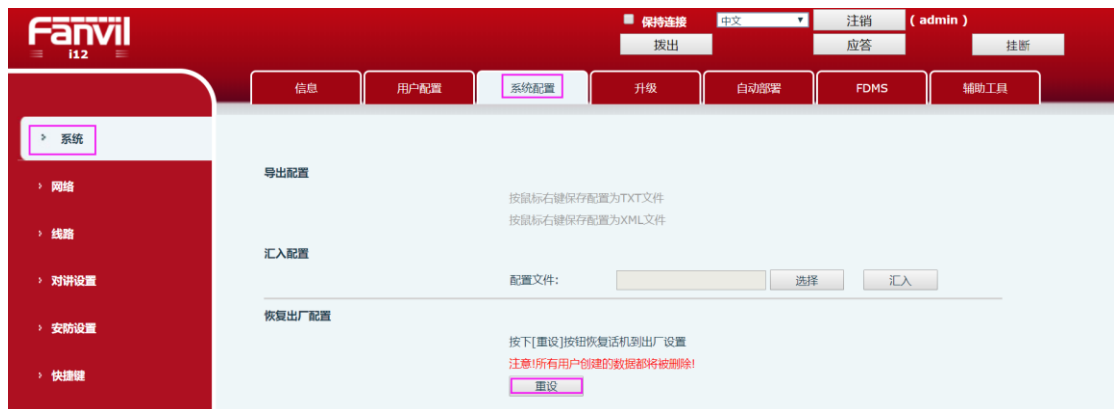 Fanvil
i12
保持连接 中文 注销 ( admin )
拨出 应答 挂断
信息 用户配置 系统配置 升级 自动部署 FDMS 辅助工具
系统
网络
线路
对讲设置
安防设置
快捷键
导出配置
按鼠标右键保存配置为TXT文件
按鼠标右键保存配置为XML文件
汇入配置
配置文件: 选择 汇入
恢复出厂配置
按下[重设]按钮恢复话机到出厂设置
注意!所有用户创建的数据都将被删除!
重设